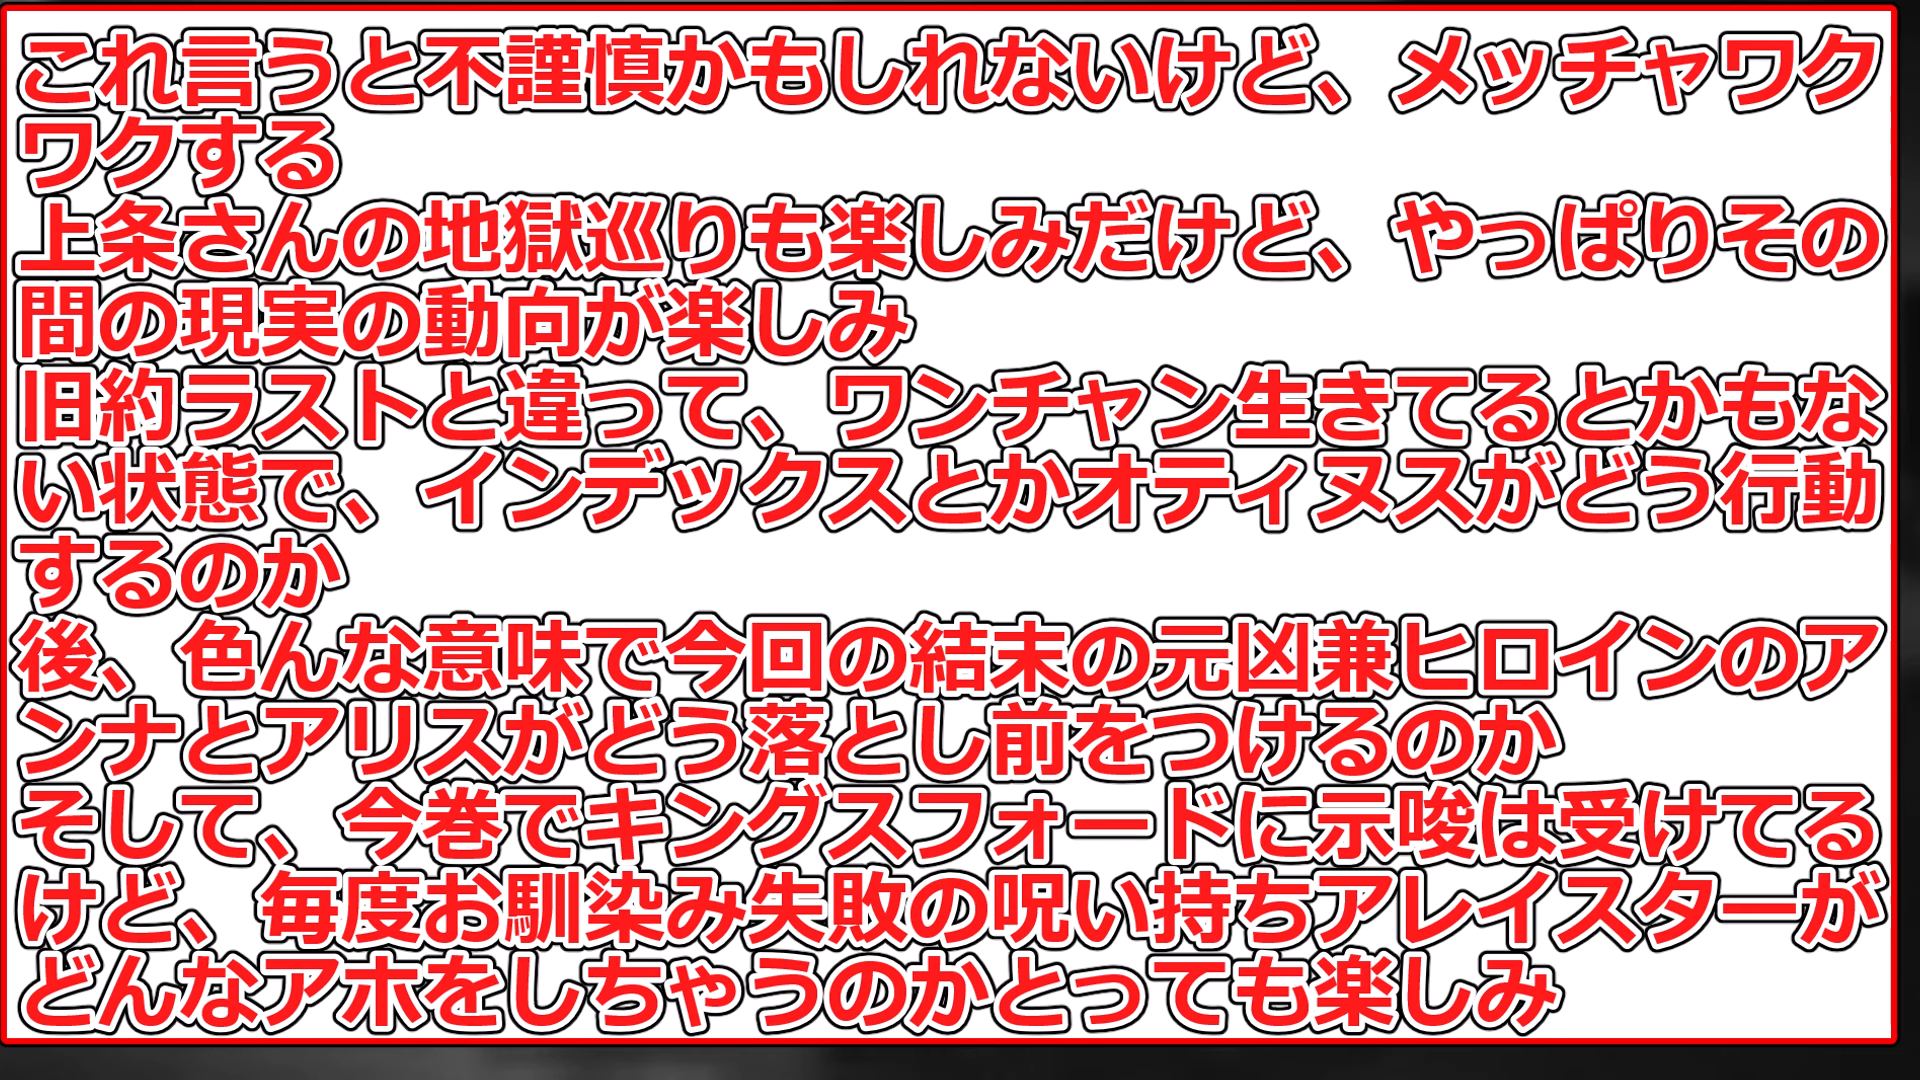 これ言うと不謹慎かもしれないけど、メッチャワク
ワクする
上条さんの地獄巡りも楽しみだけど、やっぱりその
間の現実の動向が楽しみ
旧約ラストと違って、ワンチャン生きてるとかもな
い状態で、インデックスとかオティヌスがどう行動
するのか
後、色んな意味で今回の結末の元凶兼ヒロインのア
ンナとアリスがどう落とし前をつけるのか
そして、今巻でキングスフォードに示唆は受けてる
けど、毎度お馴染み失敗の呪い持ちアレイスターが
どんなアホをしちゃうのかとっても楽しみ